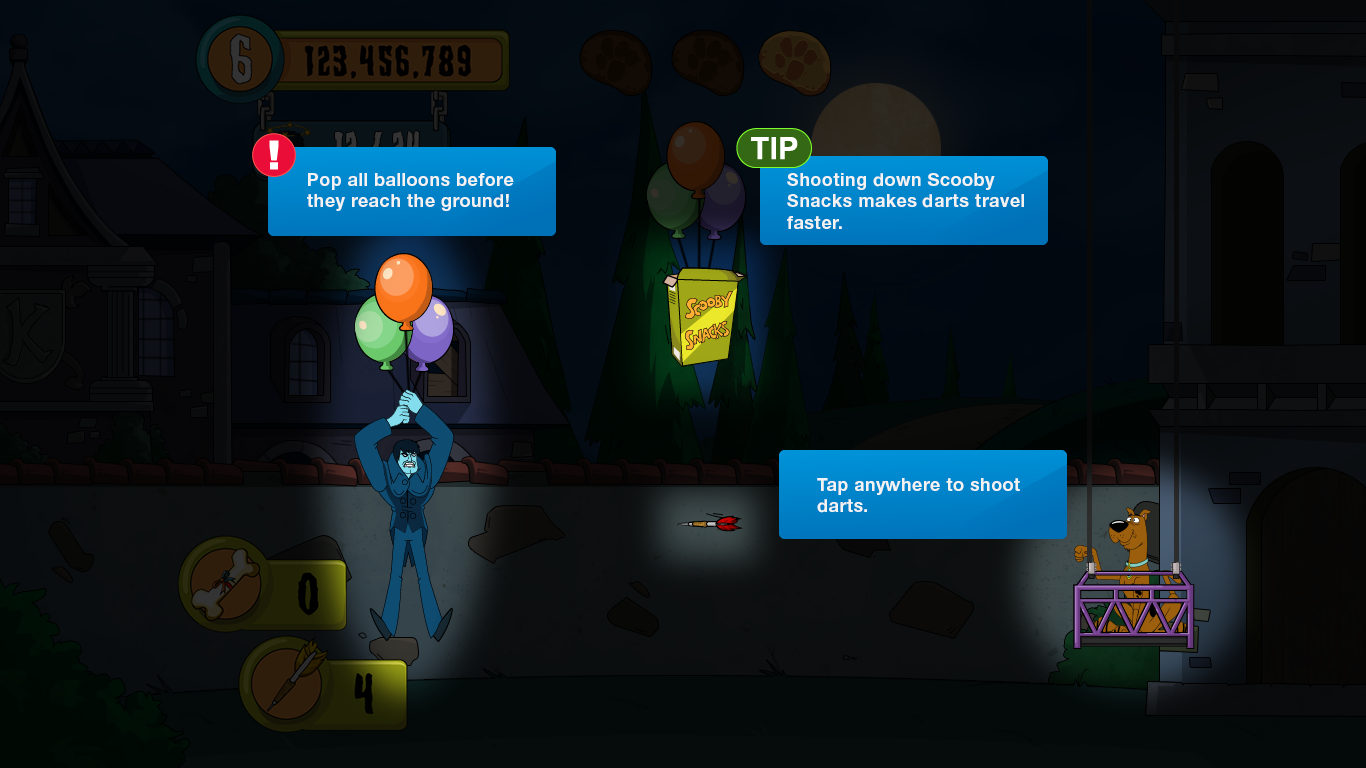 6
123,456,789
!
Pop all balloons before
they reach the ground!
TIP
Shooting down Scooby
Snacks makes darts travel
faster.
SCOOBY
SNACKS
Tap anywhere to shoot
darts.
K
0
4